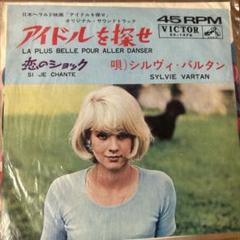 日本ヘラルド映画「アイドルを探せ」
オリジナル・サウンドトラック
45 RPM
VICTOR
アイドルを探せ
LA PLUS BELLE POUR ALLER DANSER
恋のショック
SI JE CHANTE
唄）シルヴィ・バルタン
SYLVIE VARTAN